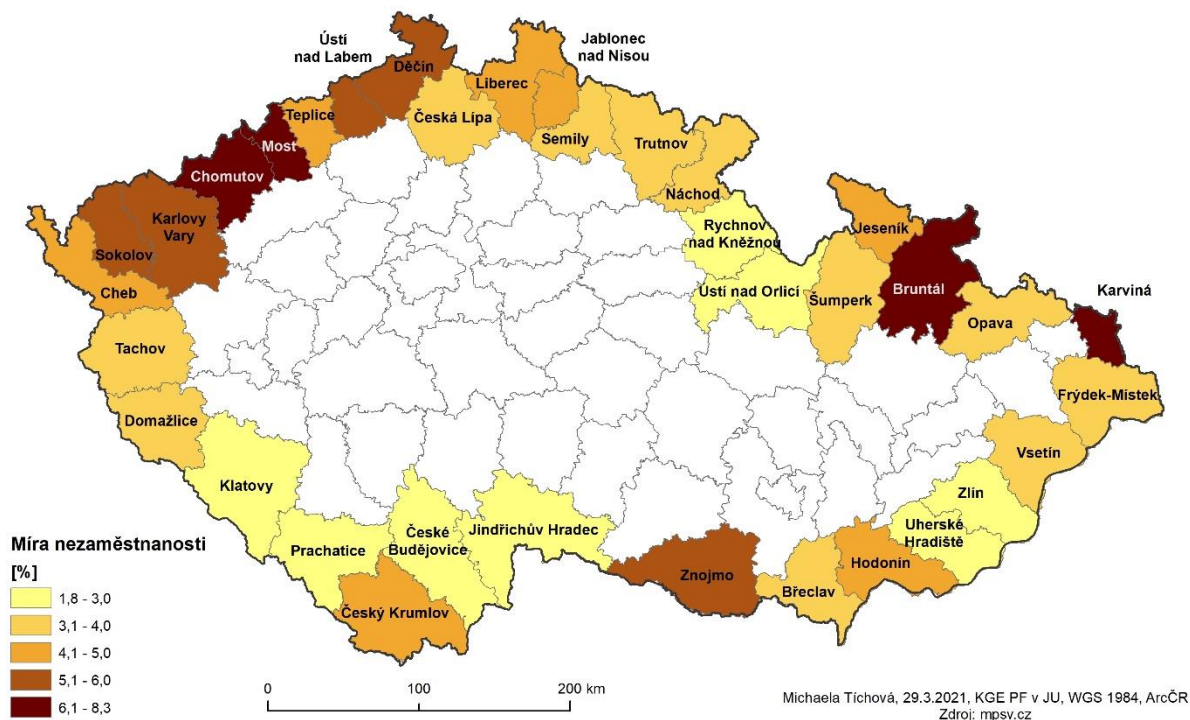 Ústí
nad Labem
Jablonec
nad Nisou
Děčín
Liberec
Teplice
Česká Lípa
Semily
Most
Trutnov
Chomutov
Náchod
Karlovy
Vary
Rychnov
nad Kněžnou
Jeseník
Sokolov
Cheb
Ústí nad Orlicí
Šumperk
Bruntál
Karviná
Opava
Tachov
Frýdek-Místek
Domažlice
Vsetín
Klatovy
Zlín
České
Budějovice
Jindřichův Hradec
Uherské
Hradiště
Prachatice
Znojmo
Hodonín
Břeclav
Český Krumlov
Míra nezaměstnanosti
[%]
1,8 - 3,0
3,1 - 4,0
4,1 - 5,0
5,1 - 6,0
6,1 - 8,3
0 100 200 km
Michaela Tíchová, 29.3.2021, KGE PF v JU, WGS 1984, ArcČR
Zdroj: mpsv.cz